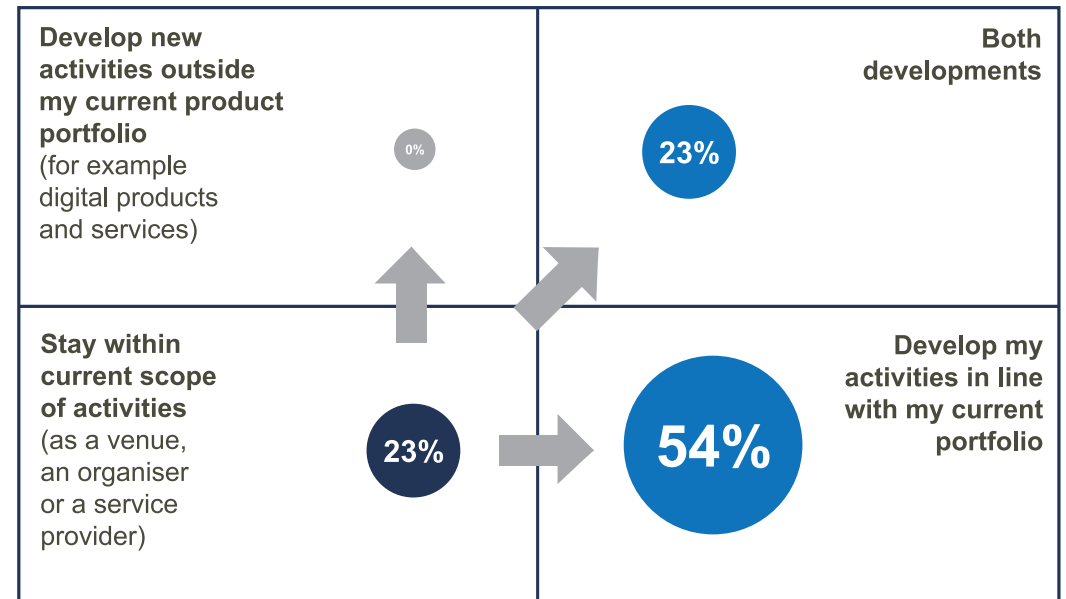 Develop new
activities outside
my current product
portfolio
(for example
digital products
and services)
0%
Both
developments
23%
Stay within
current scope
of activities
(as a venue,
an organiser
or a service
provider)
23%
Develop my
activities in line
with my current
portfolio
54%